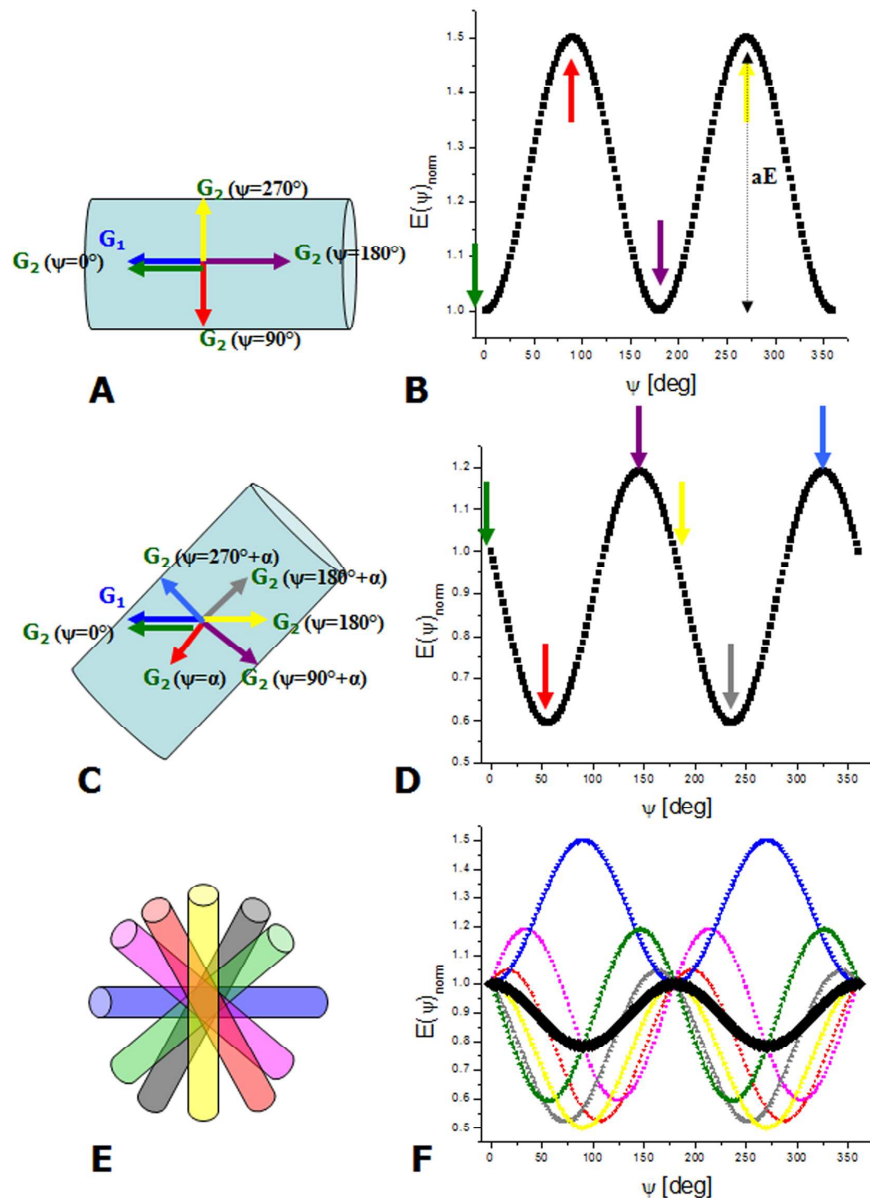 G₂ (ψ=270°)
G₁
G₂ (ψ=0°)
G₂ (ψ=180°)
G₂ (ψ=90°)
A
1.5
1.4
1.3
1.2
1.1
1.0
E(ψ)norm
aE
0 50 100 150 200 250 300 350
ψ [deg]
B
G₂ (ψ=270°+α)
G₂ (ψ=180°+α)
G₁
G₂ (ψ=0°)
G₂ (ψ=180°)
G₂ (ψ=α)
G₂ (ψ=90°+α)
C
1.2
1.1
1.0
0.9
0.8
0.7
0.6
0.5
E(ψ)norm
0 50 100 150 200 250 300 350
ψ [deg]
D
E
1.5
1.4
1.3
1.2
1.1
1.0
0.9
0.8
0.7
0.6
0.5
E(ψ)norm
0 50 100 150 200 250 300 350
ψ [deg]
F